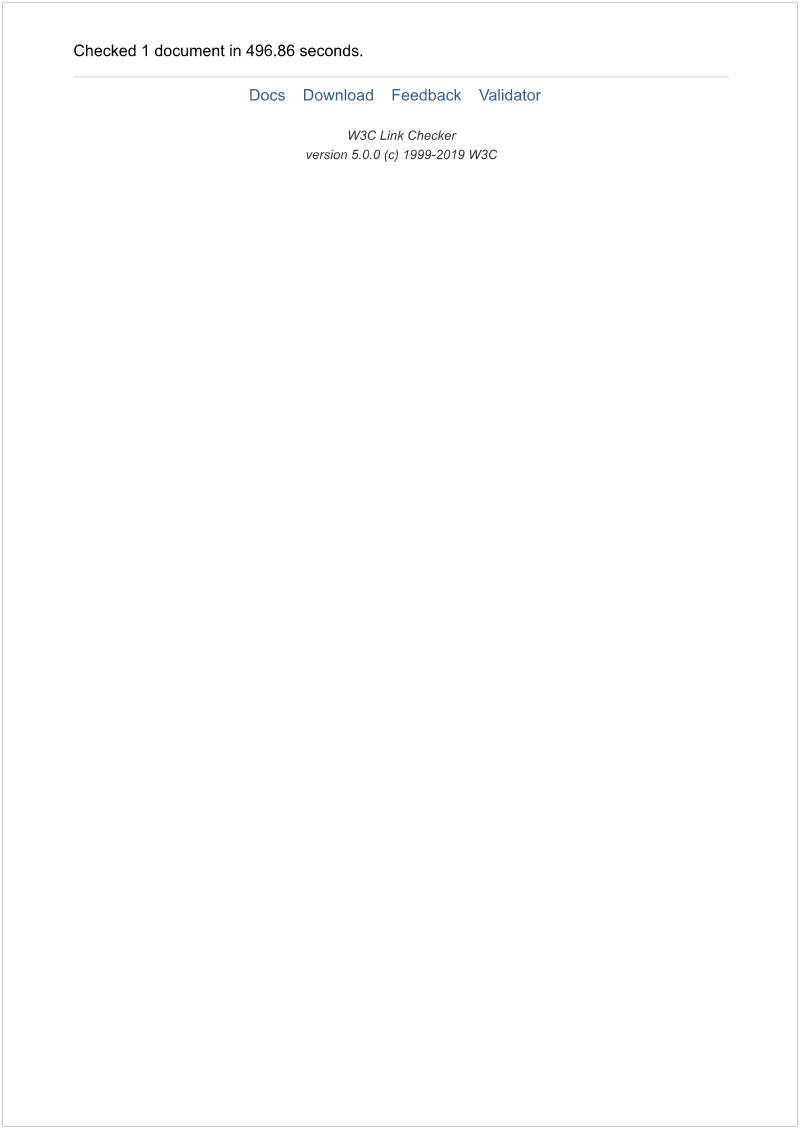 Checked 1 document in 496.86 seconds.
Docs Download Feedback Validator
W3C Link Checker
version 5.0.0 (c) 1999-2019 W3C